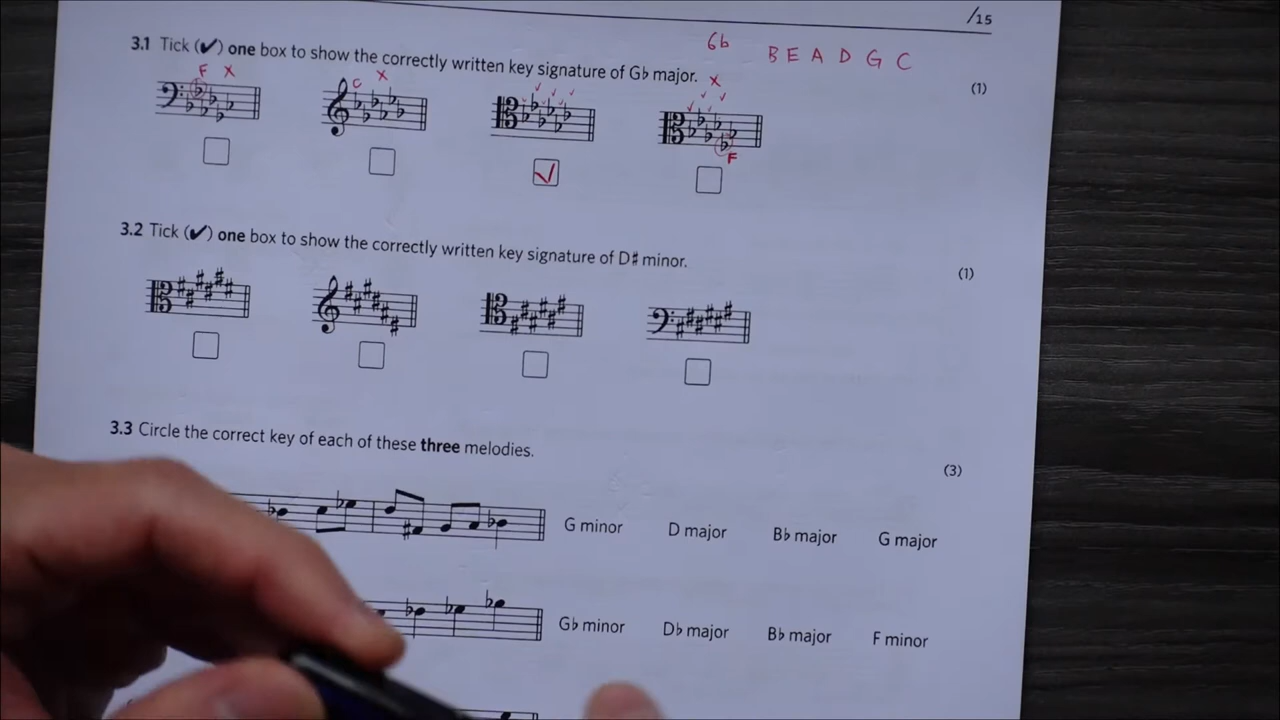 /15
6b B E A D G C
3.1 Tick (✔) one box to show the correctly written key signature of G♭ major. x
(1)
F X C X
F
3.2 Tick (✔) one box to show the correctly written key signature of D♯ minor.
(1)
3.3 Circle the correct key of each of these three melodies.
(3)
G minor D major B♭ major G major
G♭ minor D♭ major B♭ major F minor